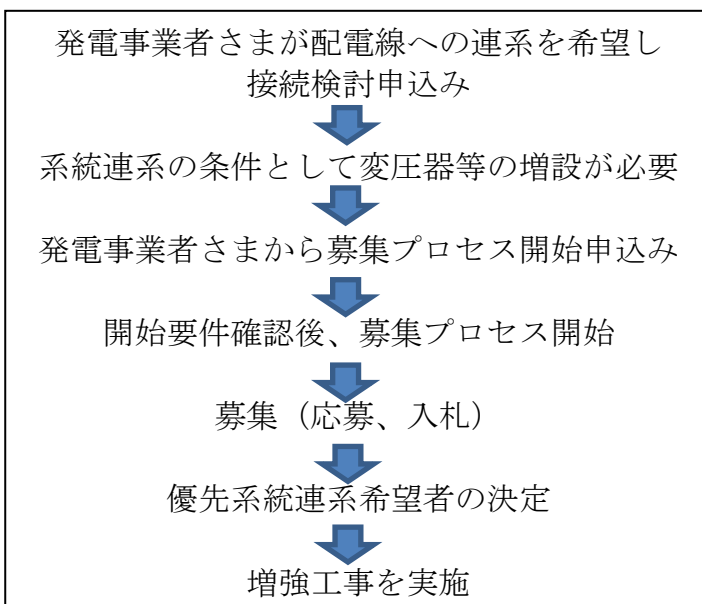 発電事業者さまが配電線への連系を希望し
接続検討申込み
系統連系の条件として変圧器等の増設が必要
発電事業者さまから募集プロセス開始申込み
開始要件確認後、募集プロセス開始
募集（応募、入札）
優先系統連系希望者の決定
増強工事を実施